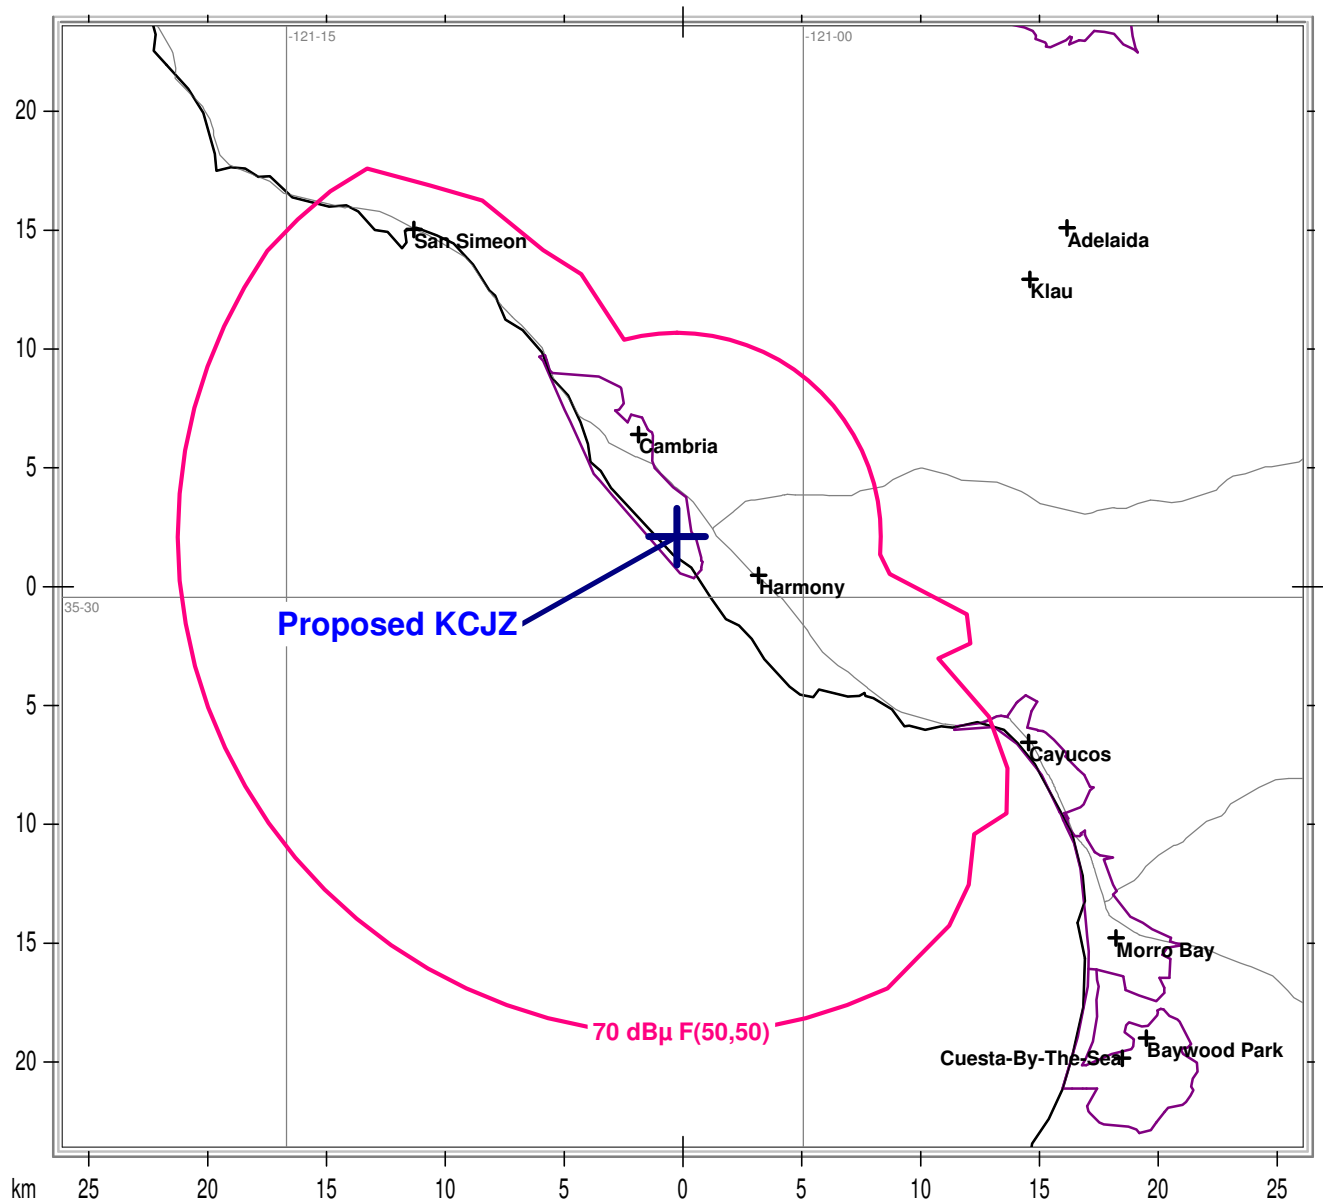 -121-15
-121-00
20
15
San Simeon
Adelaida
Klau
10
Cambria
5
0
Harmony
35-30
Proposed KCJZ
5
Cayucos
10
15
Morro Bay
70 dBµ F(50,50)
20
Baywood Park
Cuesta-By-The-Sea
km
25
20
15
10
5
0
5
10
15
20
25